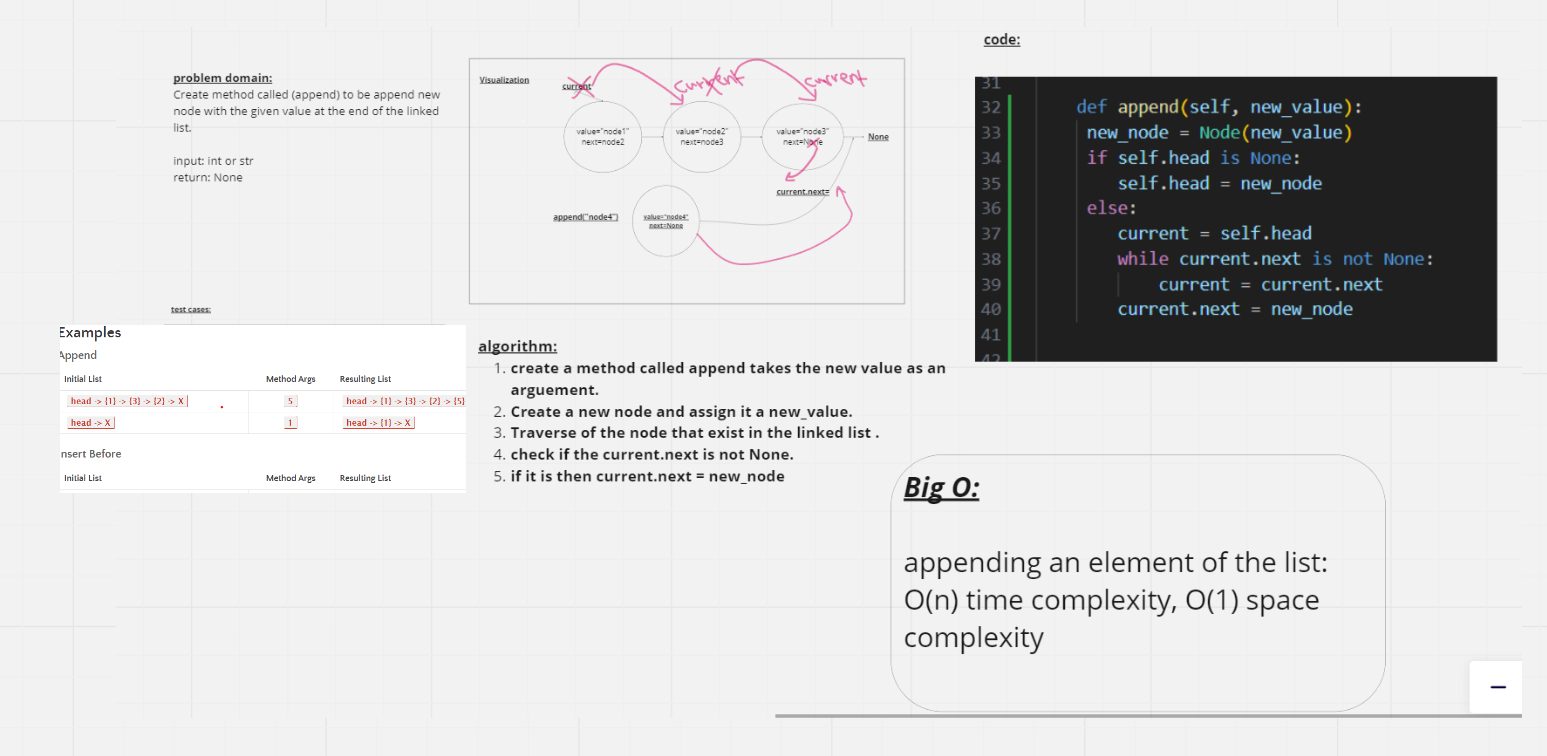 problem domain:
Create method called (append) to be append new
node with the given value at the end of the linked
list.
input: int or str
return: None
Visualization
current
current
current
value="node1"
next=node2
value="node2"
next=node3
value="node3"
next=None
None
current.next=
append("node4")
value="node4"
next=None
code:
31
32 def append(self, new_value):
33 new_node = Node(new_value)
34 if self.head is None:
35 self.head = new_node
36 else:
37 current = self.head
38 while current.next is not None:
39 current = current.next
40 current.next = new_node
41
42
test cases:
Examples
Append
Initial List Method Args Resulting List
head -> {1} -> {3} -> {2} -> X 5 head -> {1} -> {3} -> {2} -> {5}
head -> X 1 head -> {1} -> X
nsert Before
Initial List Method Args Resulting List
algorithm:
1. create a method called append takes the new value as an
arguement.
2. Create a new node and assign it a new_value.
3. Traverse of the node that exist in the linked list .
4. check if the current.next is not None.
5. if it is then current.next = new_node
Big O:
appending an element of the list:
O(n) time complexity, O(1) space
complexity